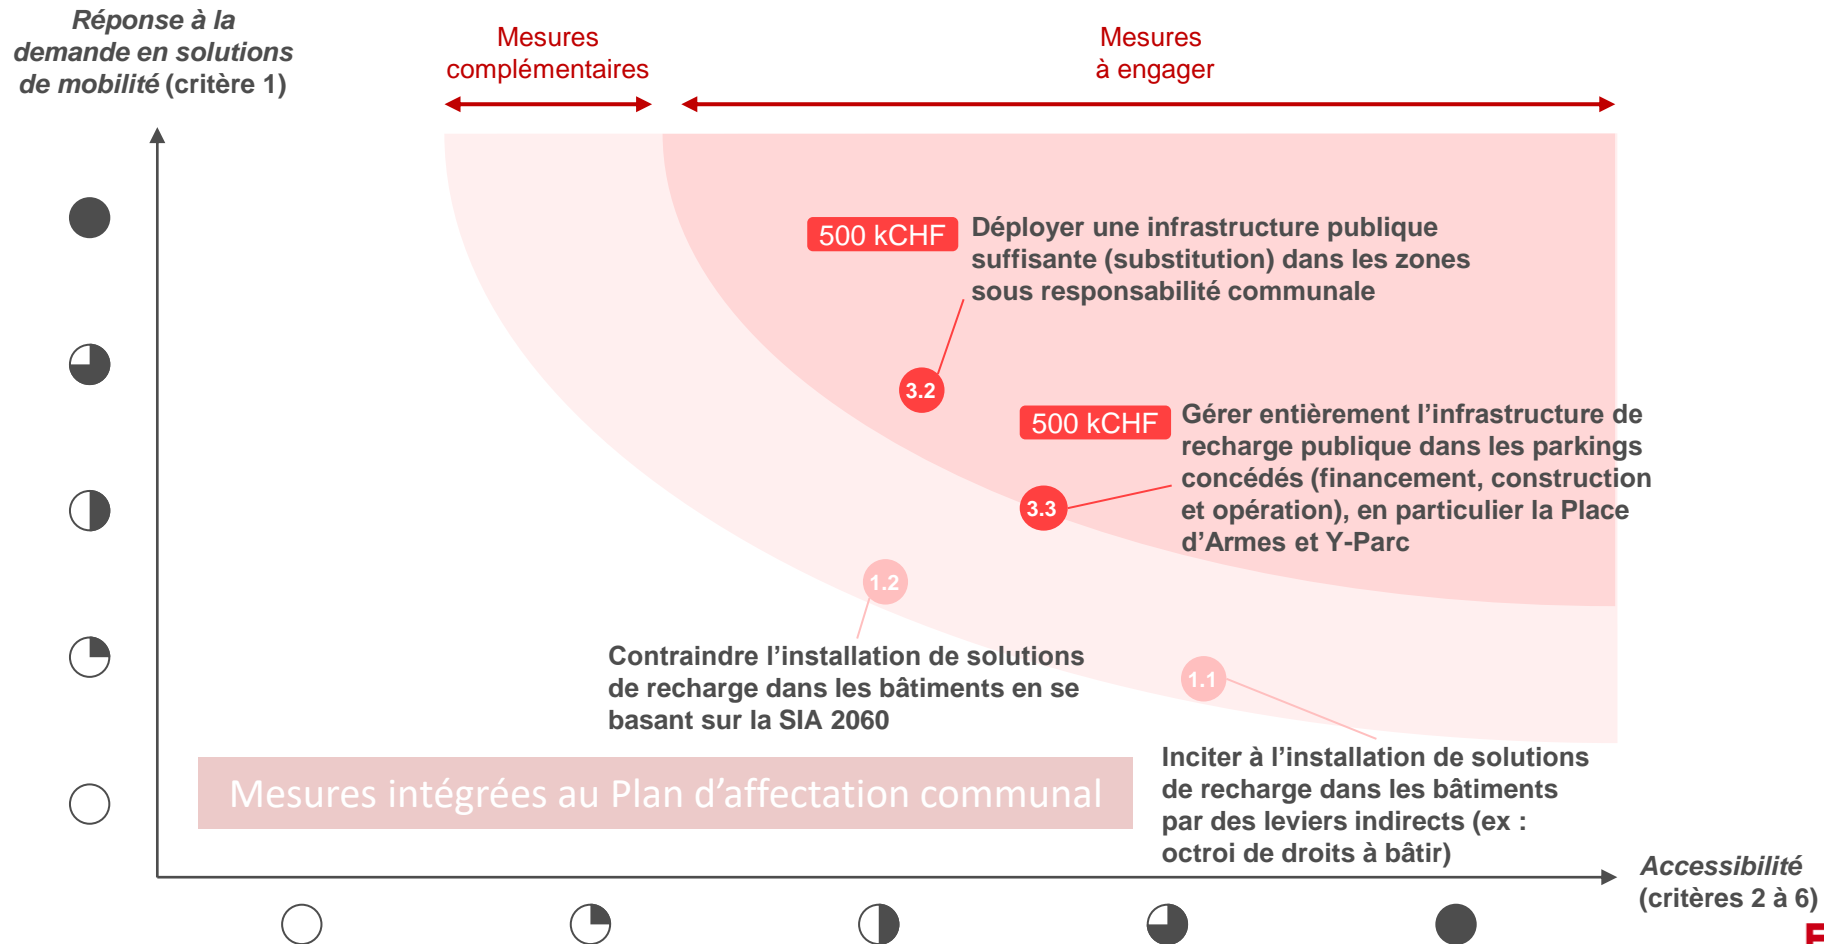 Réponse à la
demande en solutions
de mobilité (critère 1)
Mesures
complémentaires
Mesures
à engager
500 kCHF
Déployer une infrastructure publique
suffisante (substitution) dans les zones
sous responsabilité communale
3.2
500 kCHF
Gérer entièrement l’infrastructure de
recharge publique dans les parkings
concédés (financement, construction
et opération), en particulier la Place
d’Armes et Y-Parc
3.3
1.2
Contraindre l’installation de solutions
de recharge dans les bâtiments en se
basant sur la SIA 2060
1.1
Inciter à l’installation de solutions
de recharge dans les bâtiments
par des leviers indirects (ex :
octroi de droits à bâtir)
Mesures intégrées au Plan d’affectation communal
Accessibilité
(critères 2 à 6)